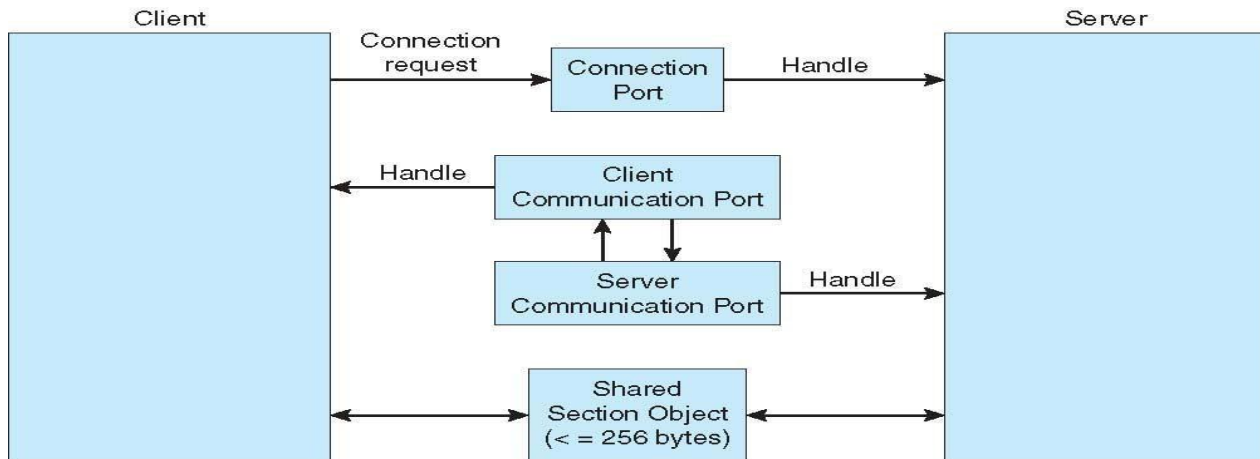 Client
Server
Connection
request
Connection
Port
Handle
Handle
Client
Communication Port
Server
Communication Port
Handle
Shared
Section Object
(< = 256 bytes)